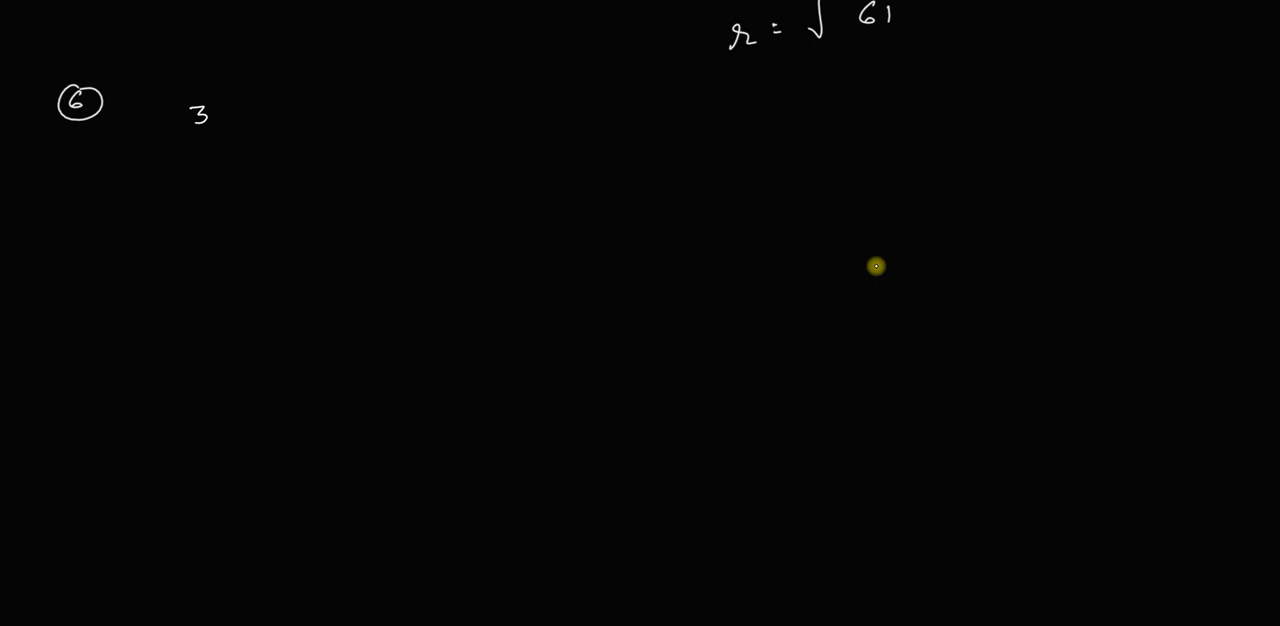 r = √ 61
⑥ 3